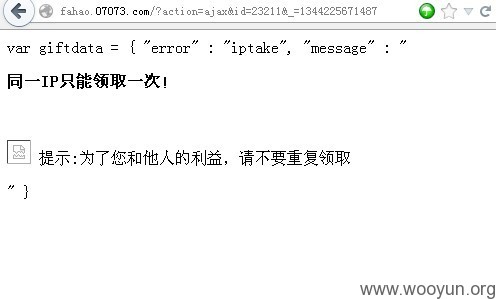 fahao.07073.com/?action=ajax&id=23211&_=1344225671487
var giftdata = { "error" : "iptake", "message" : "
同一IP只能领取一次!
提示:为了您和他人的利益，请不要重复领取
" }
www.wooyun.org